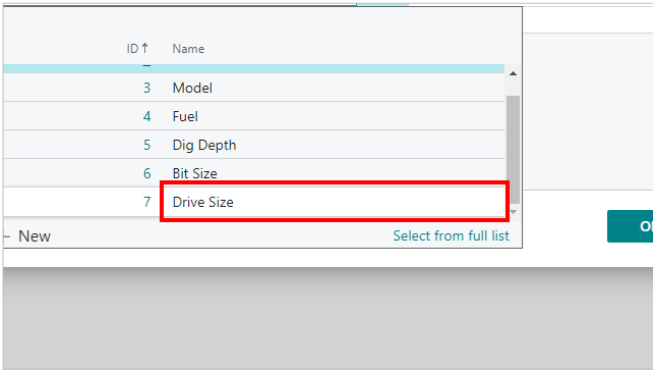 ID↑ Name
3 Model
4 Fuel
5 Dig Depth
6 Bit Size
7 Drive Size
New Select from full list